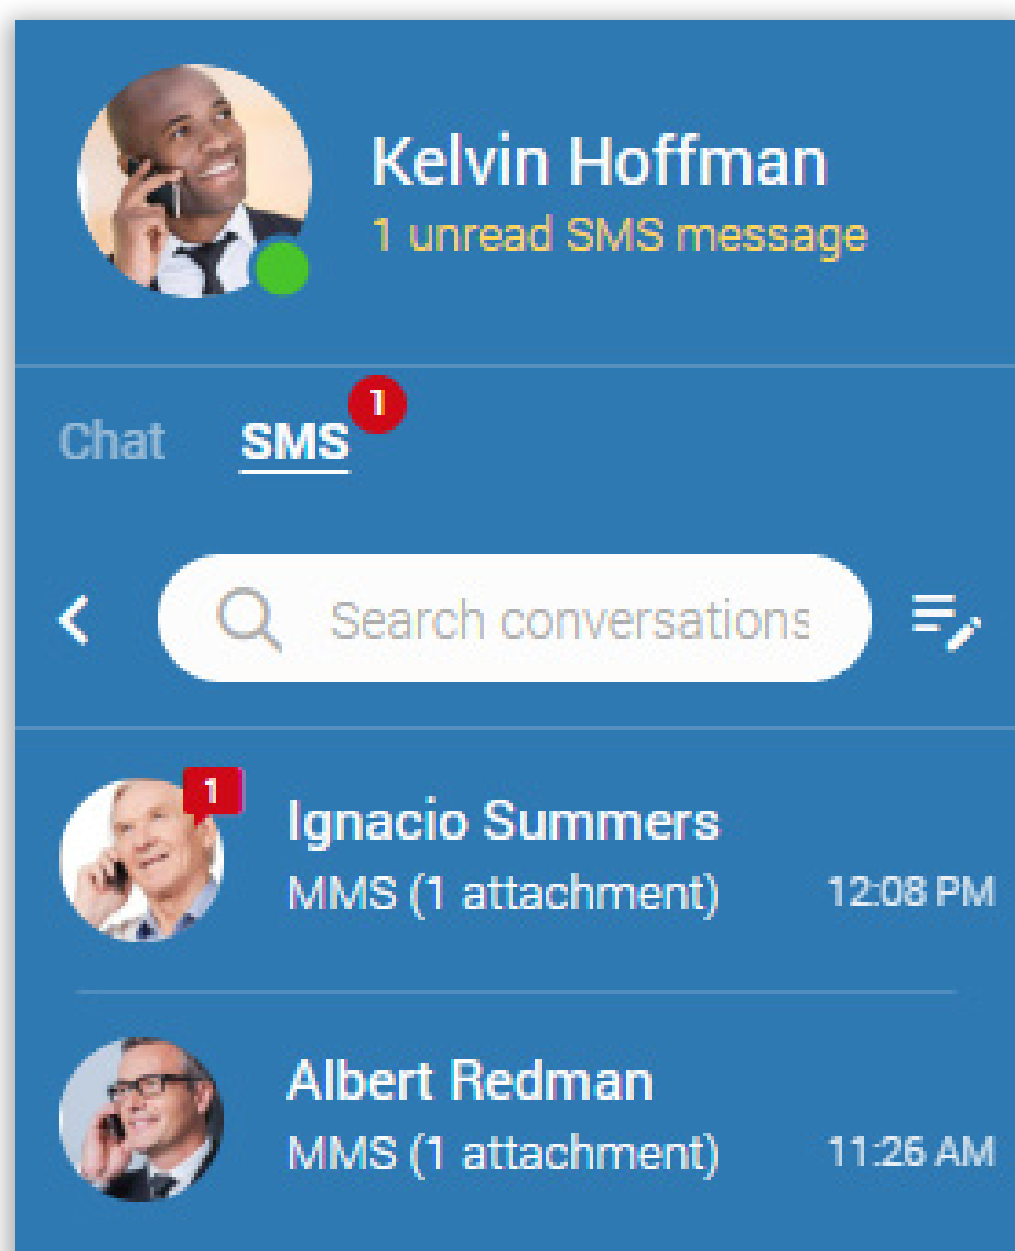 Kelvin Hoffman
1 unread SMS message
Chat SMS 1
Search conversations
1
Ignacio Summers
MMS (1 attachment) 12:08 PM
Albert Redman
MMS (1 attachment) 11:26 AM